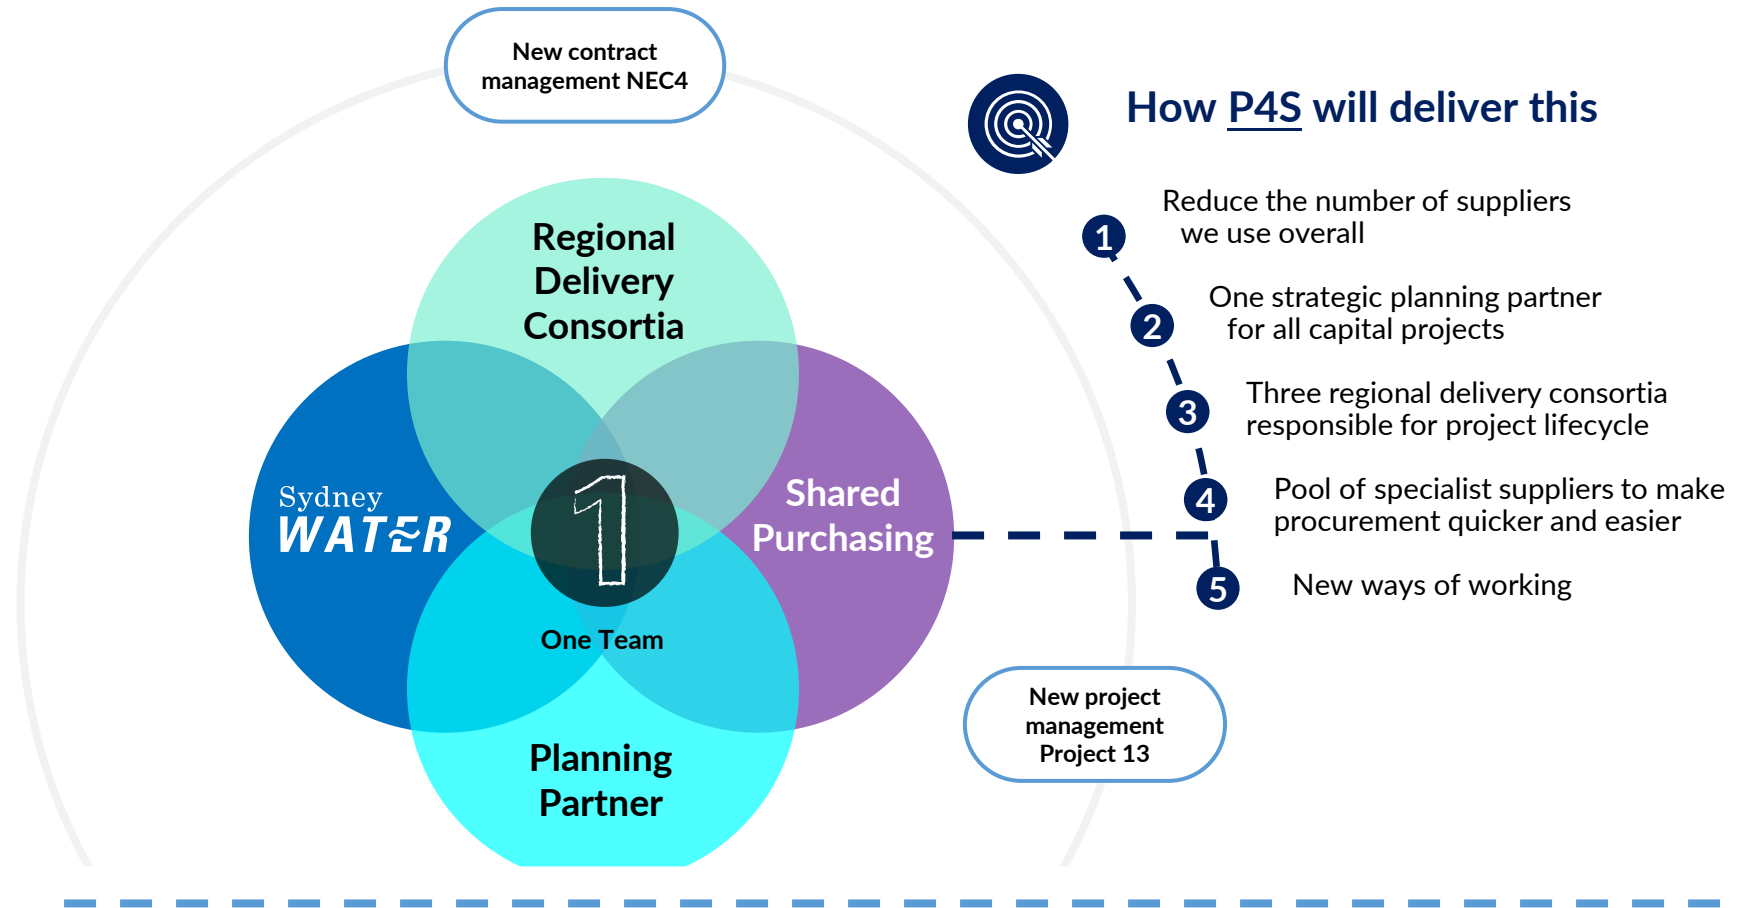 New contract
management NEC4
How P4S will deliver this
Regional
Delivery
Consortia
Sydney
WATER
1
One Team
Shared
Purchasing
Planning
Partner
1
Reduce the number of suppliers
we use overall
2
One strategic planning partner
for all capital projects
3
Three regional delivery consortia
responsible for project lifecycle
4
Pool of specialist suppliers to make
procurement quicker and easier
5
New ways of working
New project
management
Project 13